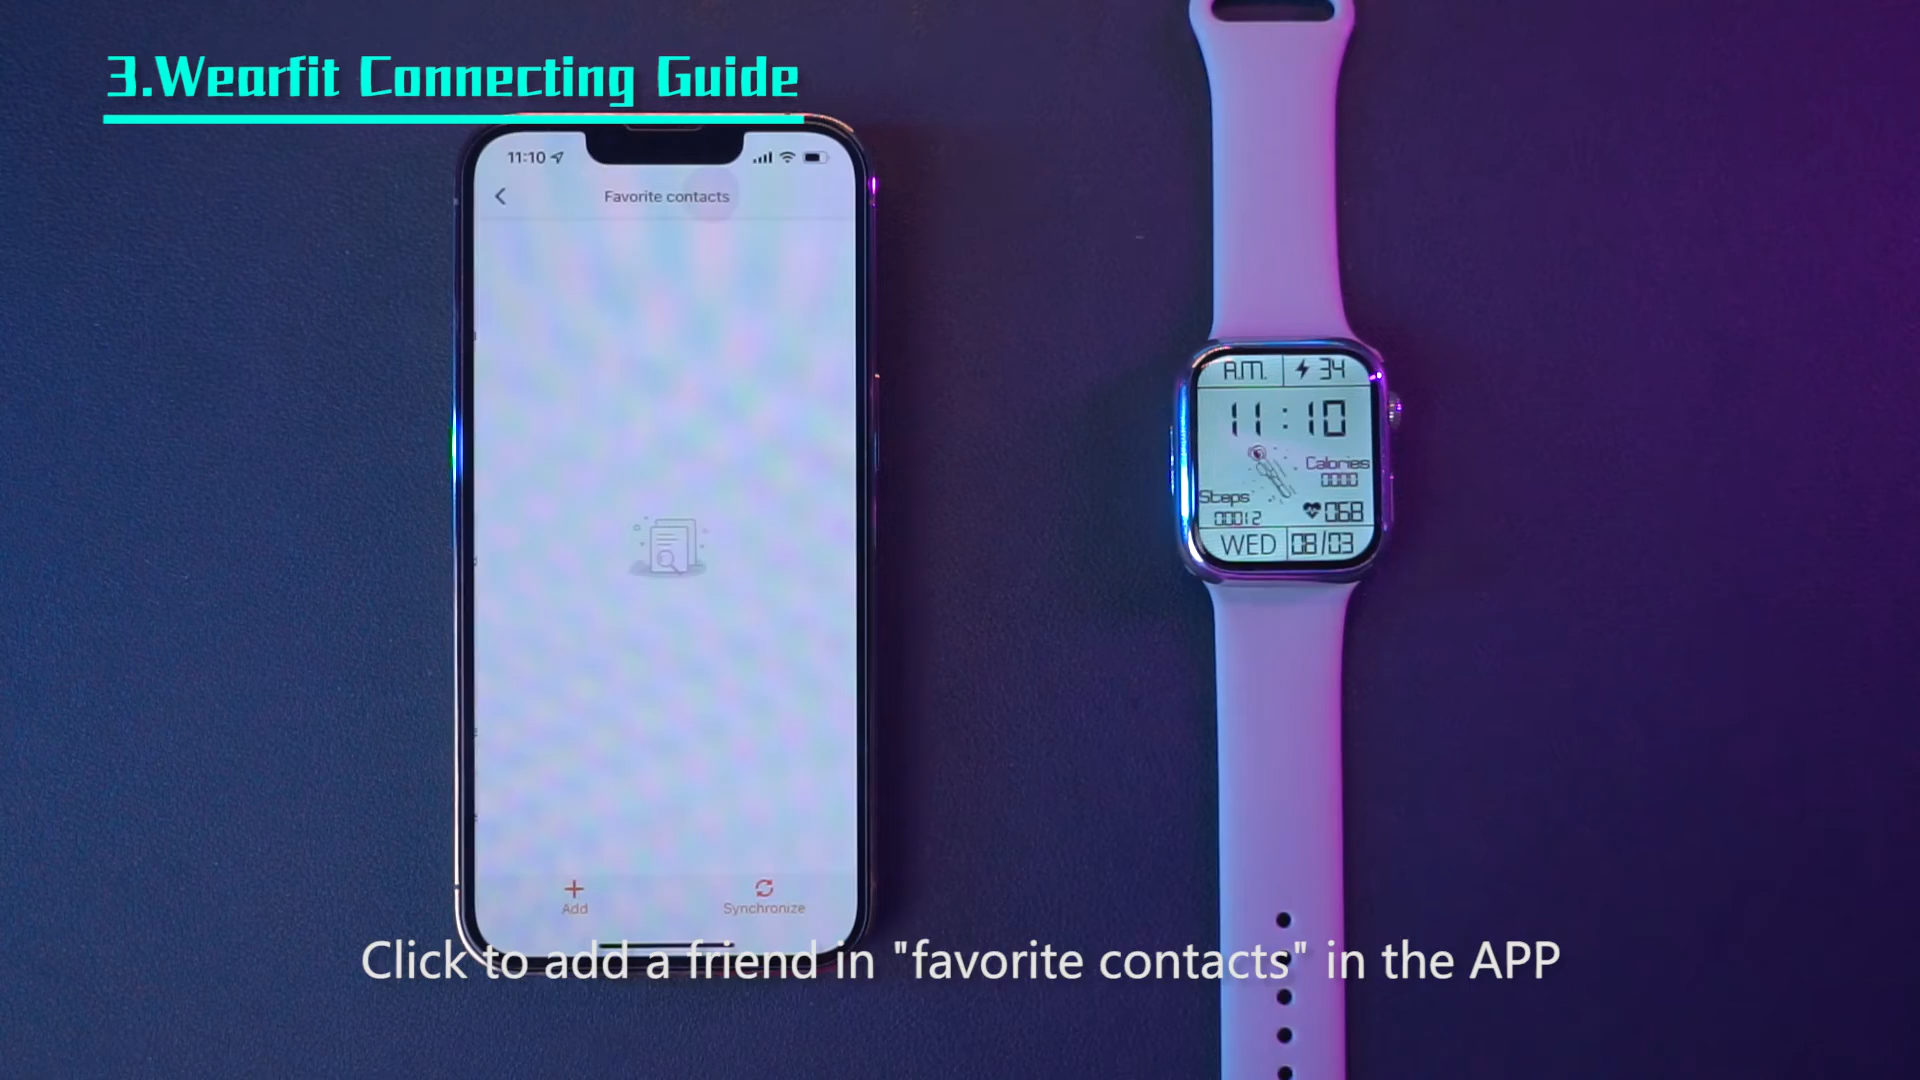 3.Wearfit Connecting Guide
11:10
Favorite contacts
Add
Synchronize
A.M. 34
11:10
Calories
0000
Steps
00012
068
WED 08/03
Click to add a friend in "favorite contacts" in the APP